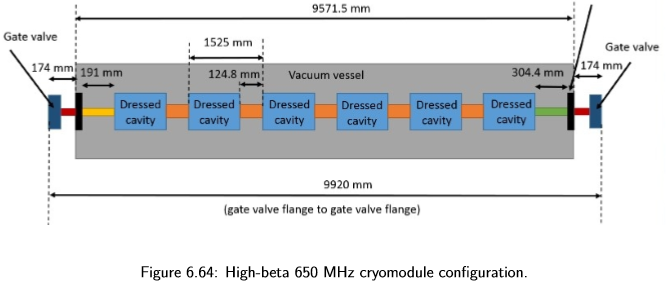 9571.5 mm
Gate valve
1525 mm
Gate valve
174 mm
191 mm
124.8 mm
Vacuum vessel
304.4 mm
174 mm
Dressed
cavity
Dressed
cavity
Dressed
cavity
Dressed
cavity
Dressed
cavity
Dressed
cavity
9920 mm
(gate valve flange to gate valve flange)
Figure 6.64: High-beta 650 MHz cryomodule configuration.